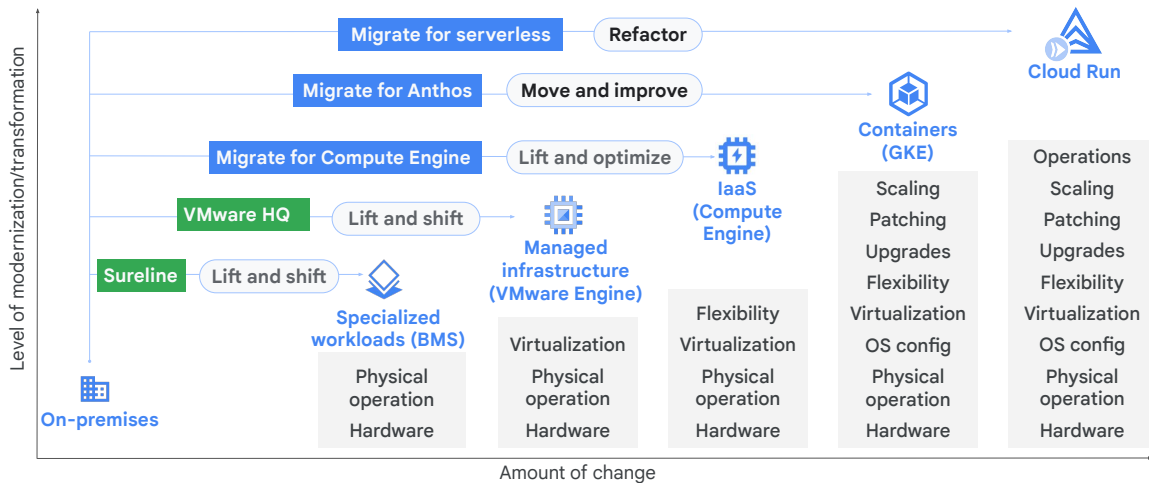 Level of modernization/transformation
Migrate for serverless
Refactor
Cloud Run
Migrate for Anthos
Move and improve
Containers
(GKE)
Migrate for Compute Engine
Lift and optimize
IaaS
(Compute
Engine)
VMware HQ
Lift and shift
Managed
infrastructure
(VMware Engine)
Sureline
Lift and shift
Specialized
workloads (BMS)
On-premises
Physical
operation
Hardware
Virtualization
Physical
operation
Hardware
Flexibility
Virtualization
Physical
operation
Hardware
Scaling
Patching
Upgrades
Flexibility
Virtualization
OS config
Physical
operation
Hardware
Operations
Scaling
Patching
Upgrades
Flexibility
Virtualization
OS config
Physical
operation
Hardware
Amount of change